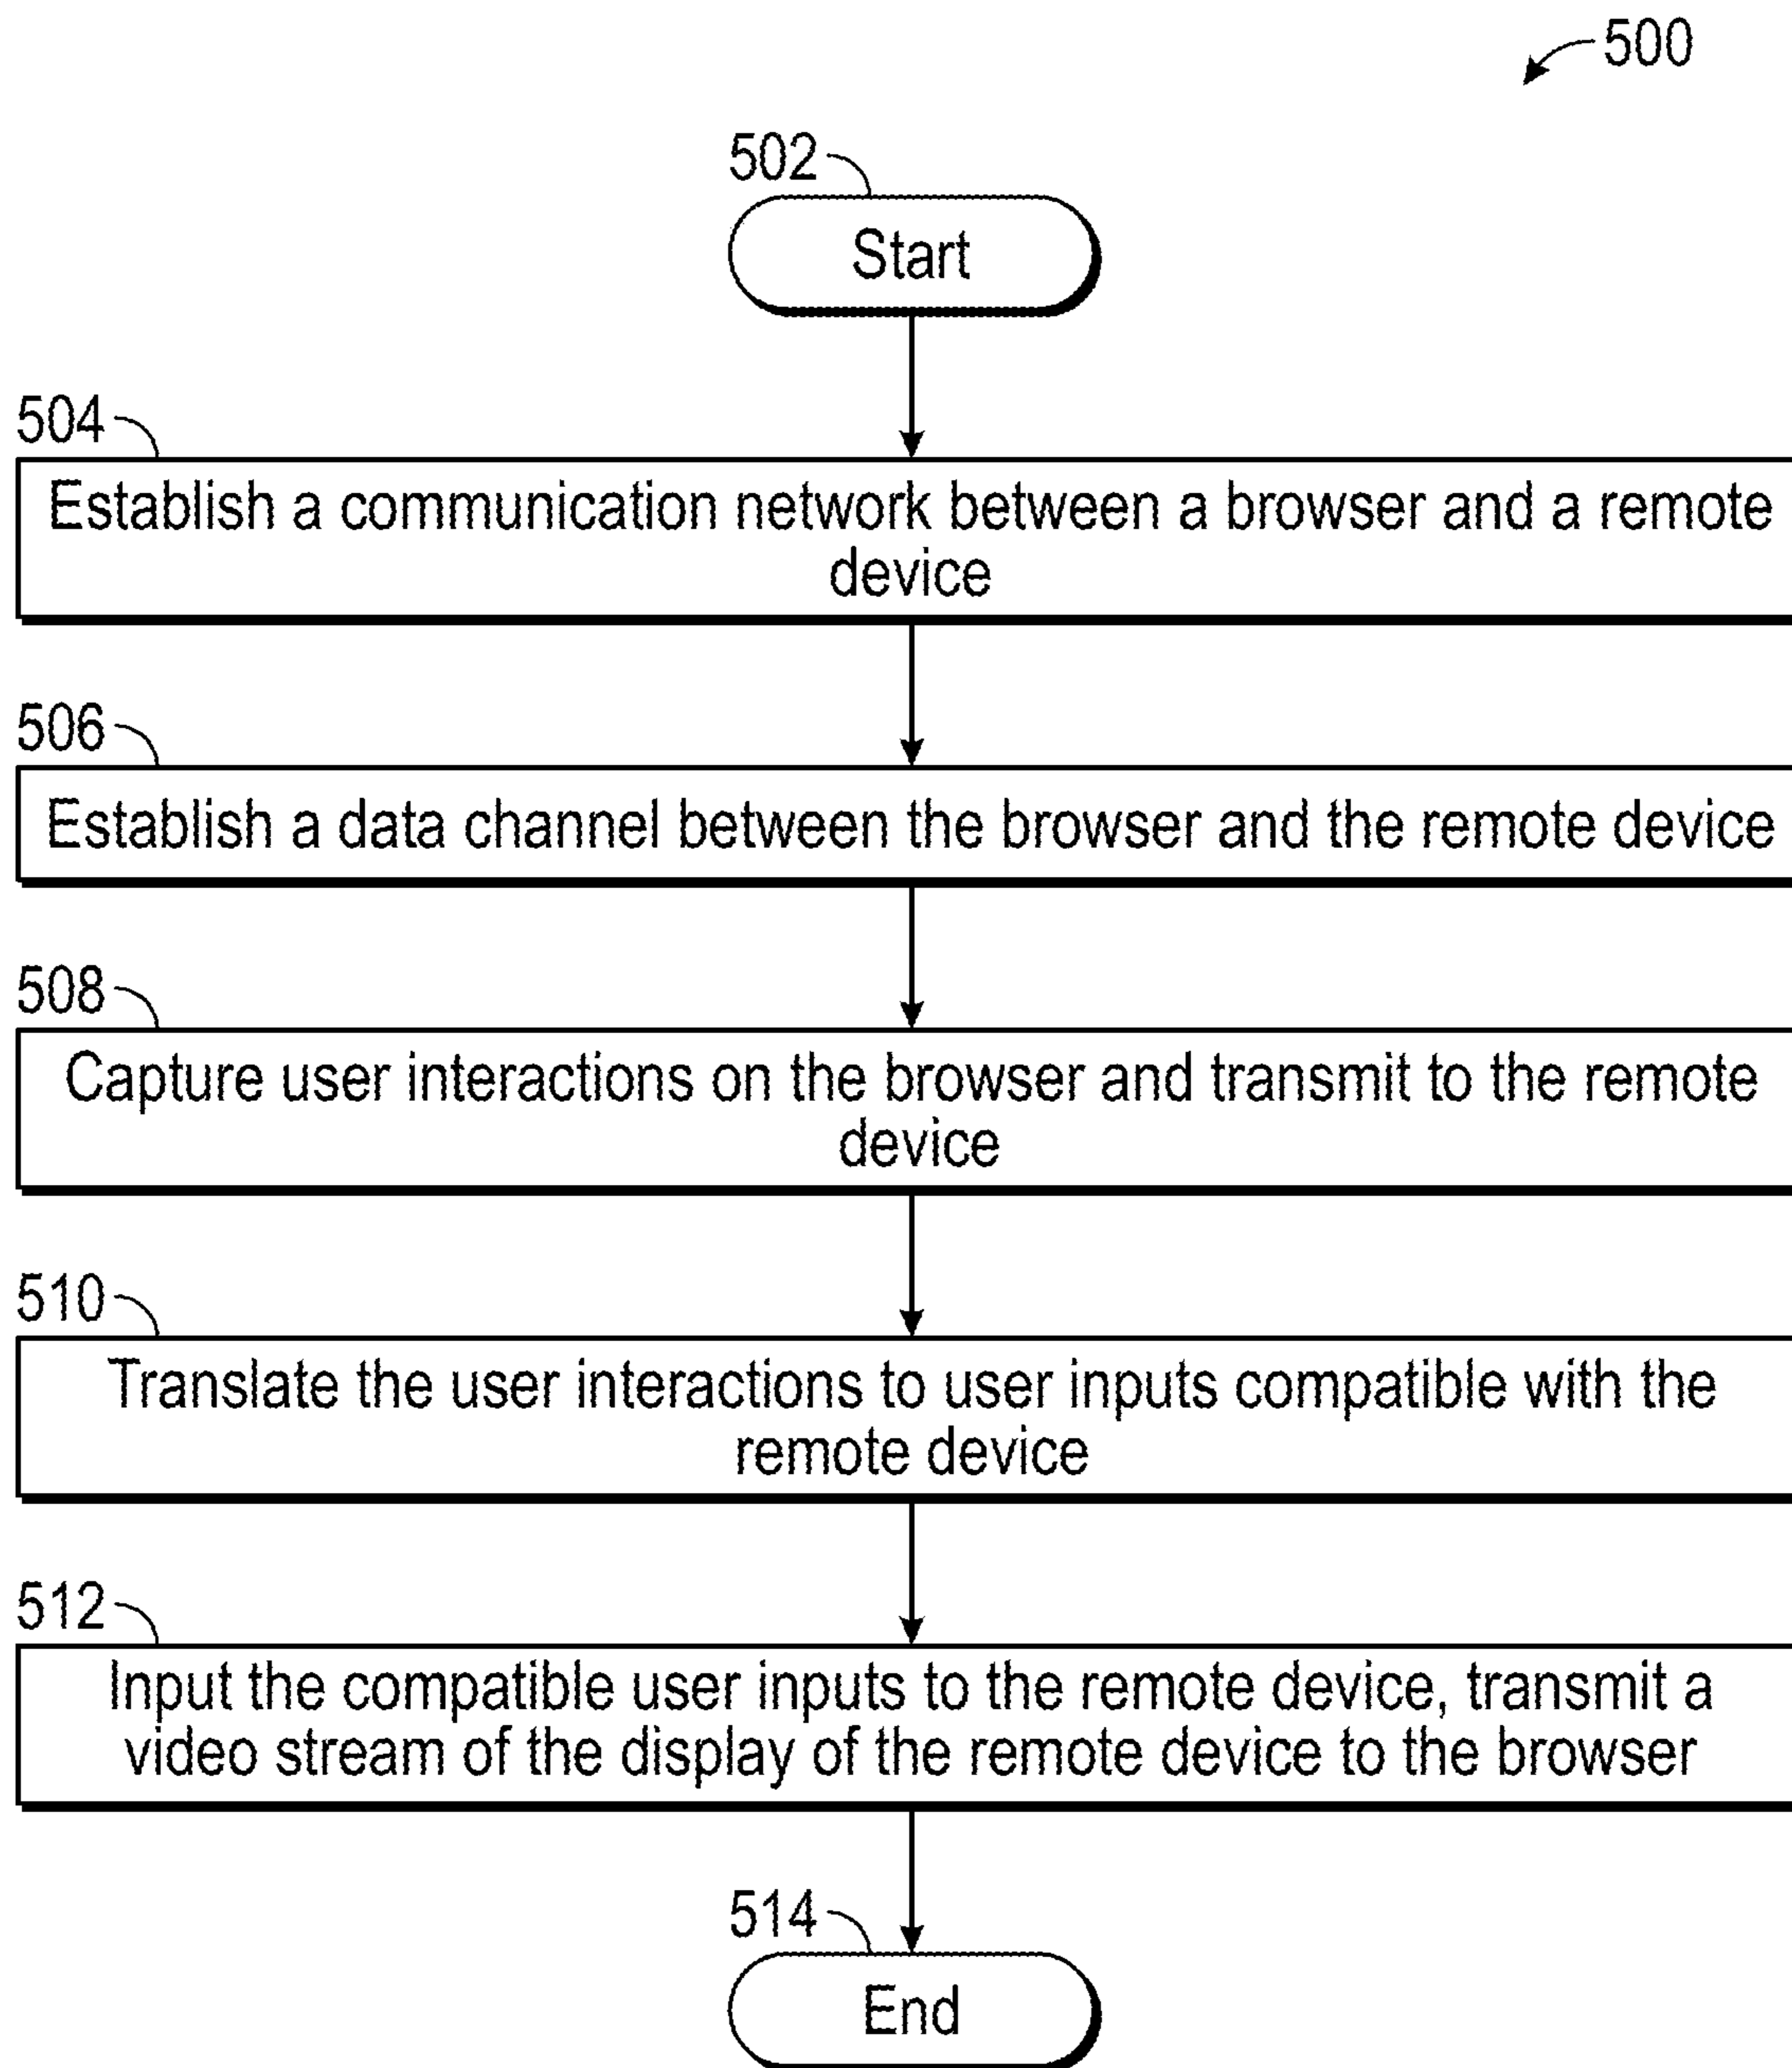 500
502
Start
504
Establish a communication network between a browser and a remote
device
506
Establish a data channel between the browser and the remote device
508
Capture user interactions on the browser and transmit to the remote
device
510
Translate the user interactions to user inputs compatible with the
remote device
512
Input the compatible user inputs to the remote device, transmit a
video stream of the display of the remote device to the browser
514
End